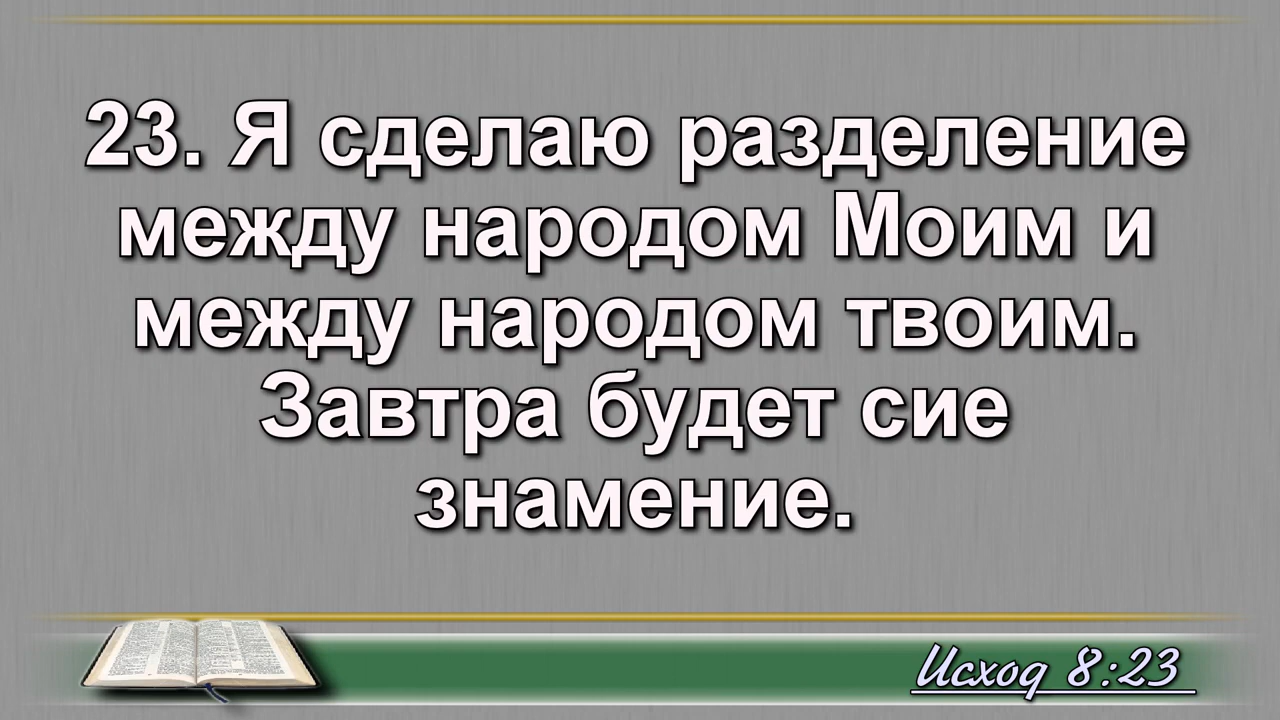 23. Я сделаю разделение
между народом Моим и
между народом твоим.
Завтра будет сие
знамение.
Исход 8:23